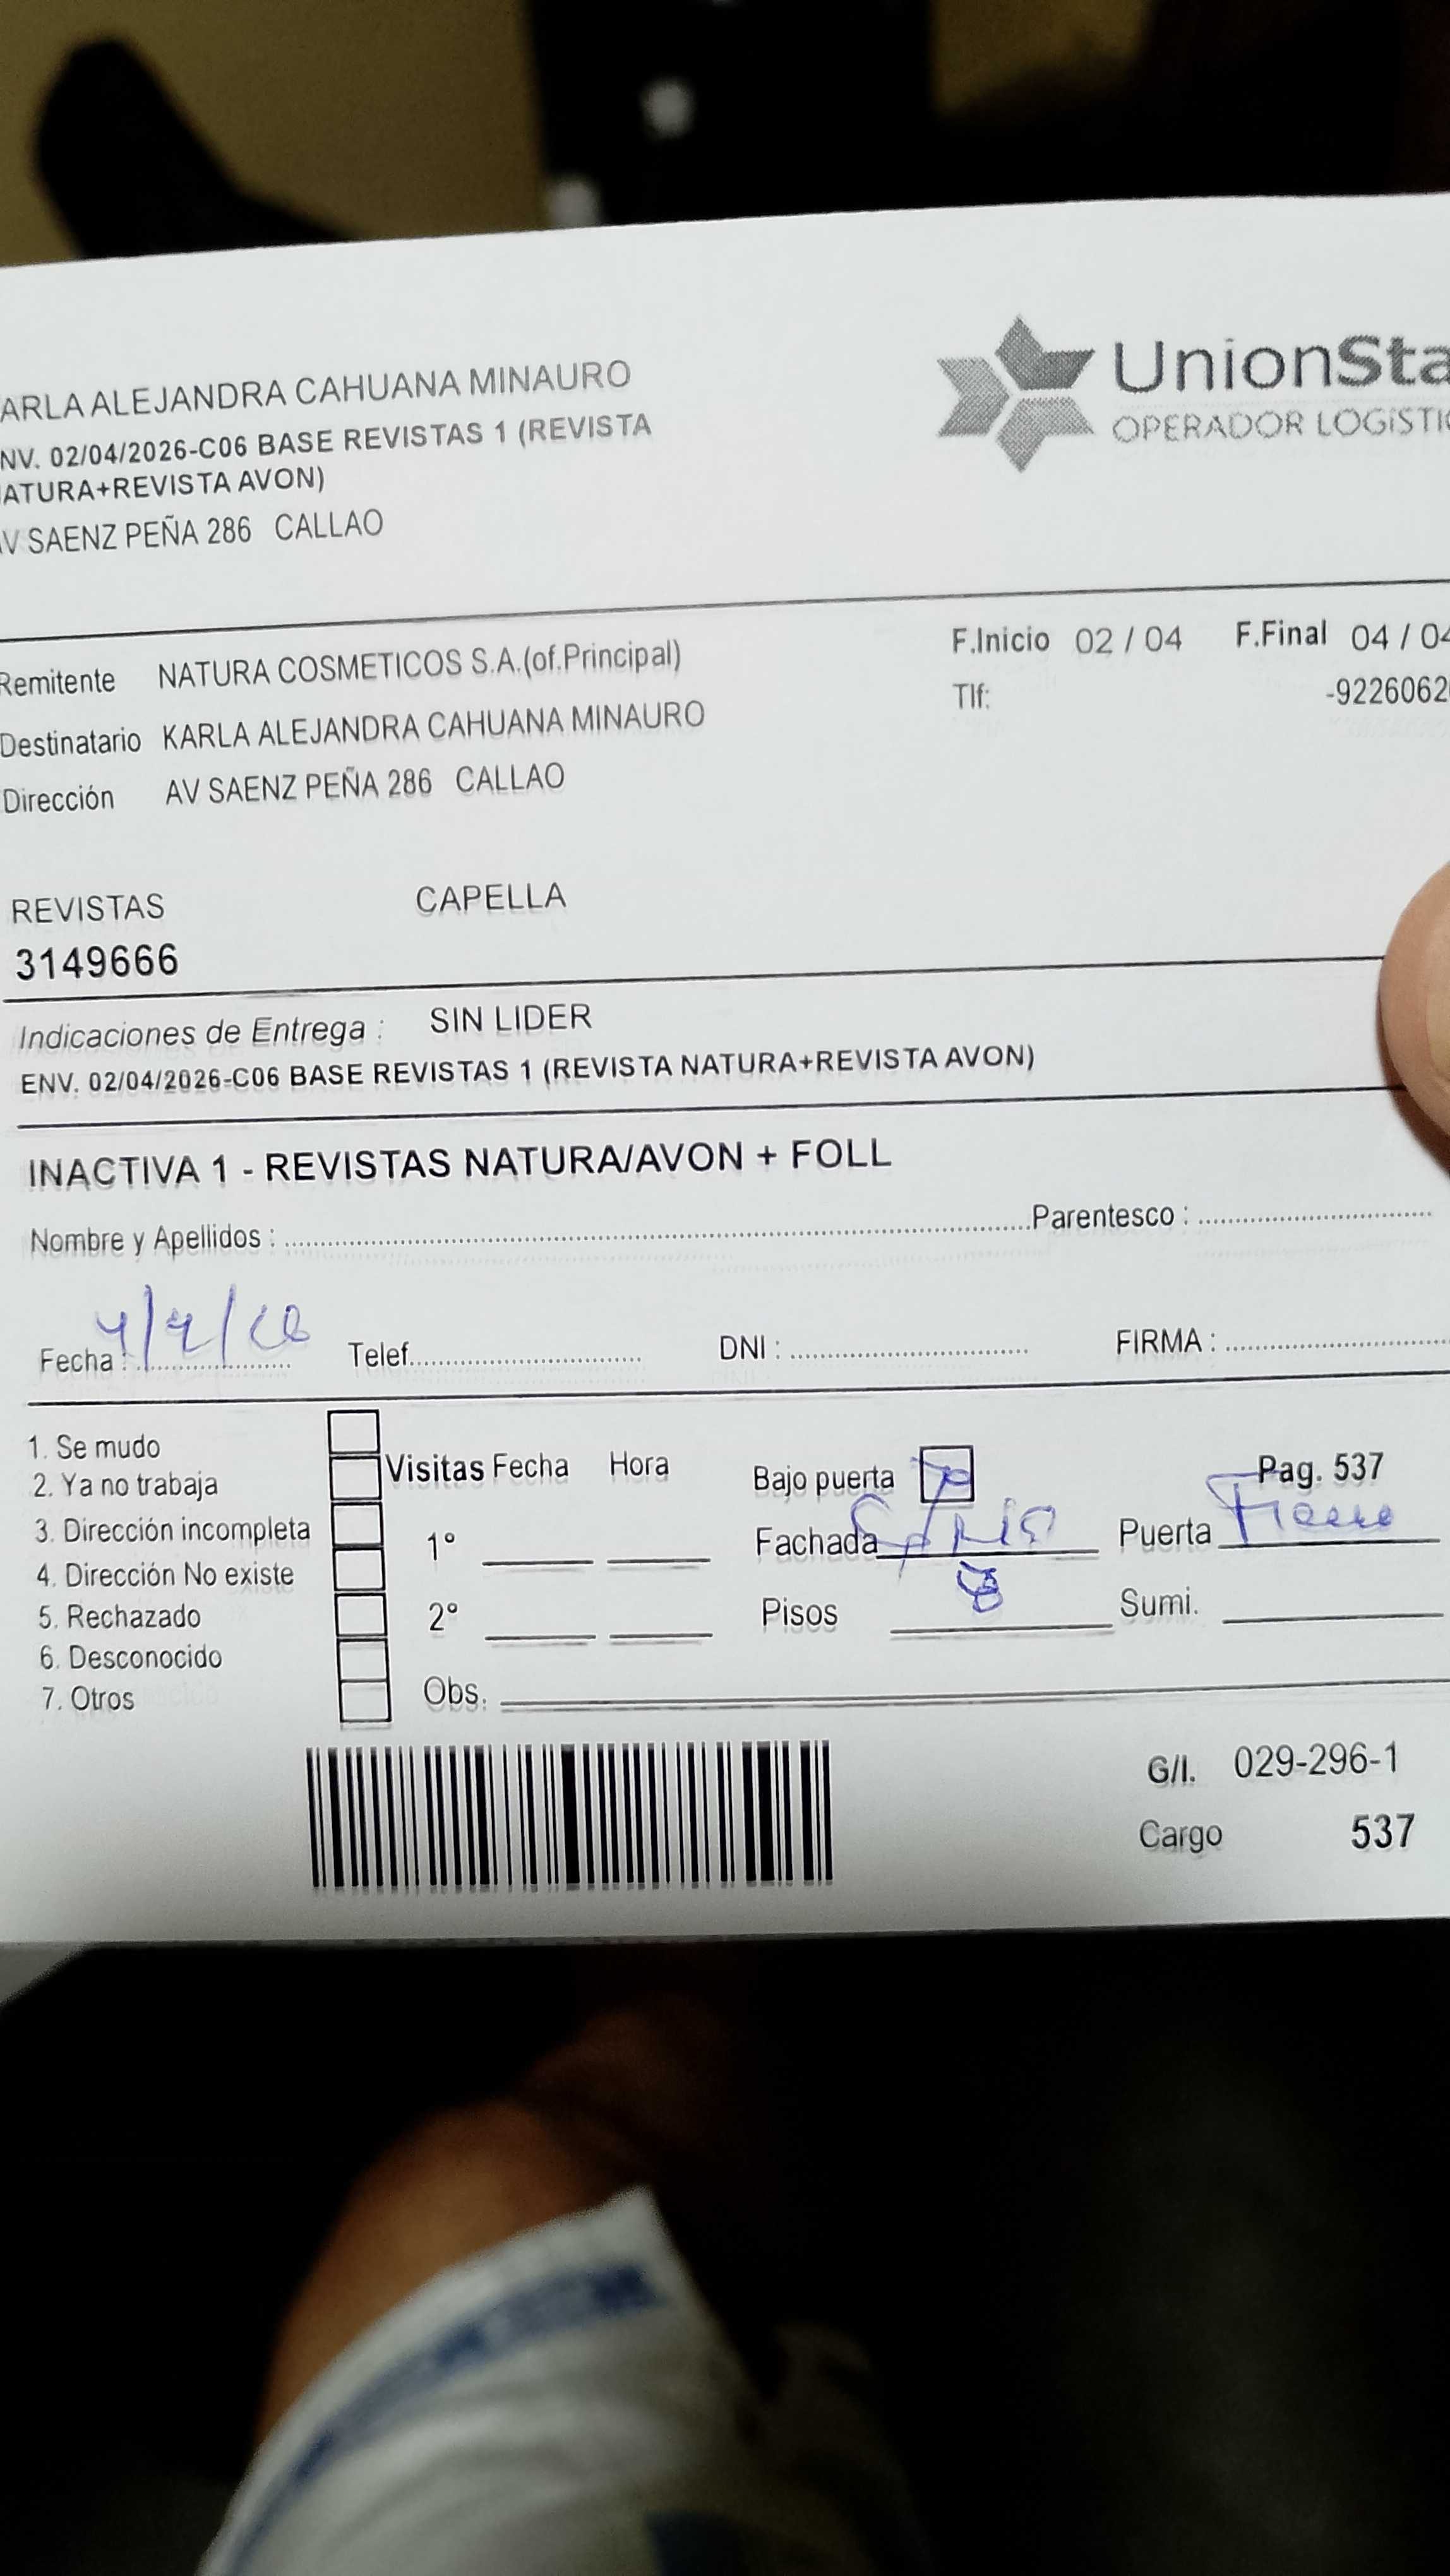 ARLA ALEJANDRA CAHUANA MINAURO
NV. 02/04/2026-C06 BASE REVISTAS 1 (REVISTA
ATURA+REVISTA AVON)
V SAENZ PEÑA 286 CALLAO
UnionSta
OPERADOR LOGÍSTIC
Remitente NATURA COSMETICOS S.A.(of.Principal)
F.Inicio 02 / 04 F.Final 04 / 04
Tlf: -9226062
Destinatario KARLA ALEJANDRA CAHUANA MINAURO
Dirección AV SAENZ PEÑA 286 CALLAO
REVISTAS CAPELLA
3149666
Indicaciones de Entrega : SIN LIDER
ENV. 02/04/2026-C06 BASE REVISTAS 1 (REVISTA NATURA+REVISTA AVON)
INACTIVA 1 - REVISTAS NATURA/AVON + FOLL
Nombre y Apellidos : Parentesco :
Fecha : 4/4/26 Telef. DNI : FIRMA :
1. Se mudo
2. Ya no trabaja
3. Dirección incompleta
4. Dirección No existe
5. Rechazado
6. Desconocido
7. Otros
Visitas Fecha Hora
1°
2°
Obs.
Bajo puerta Pag. 537
Fachada Puerta
Pisos Sumi.
G/I. 029-296-1
Cargo 537